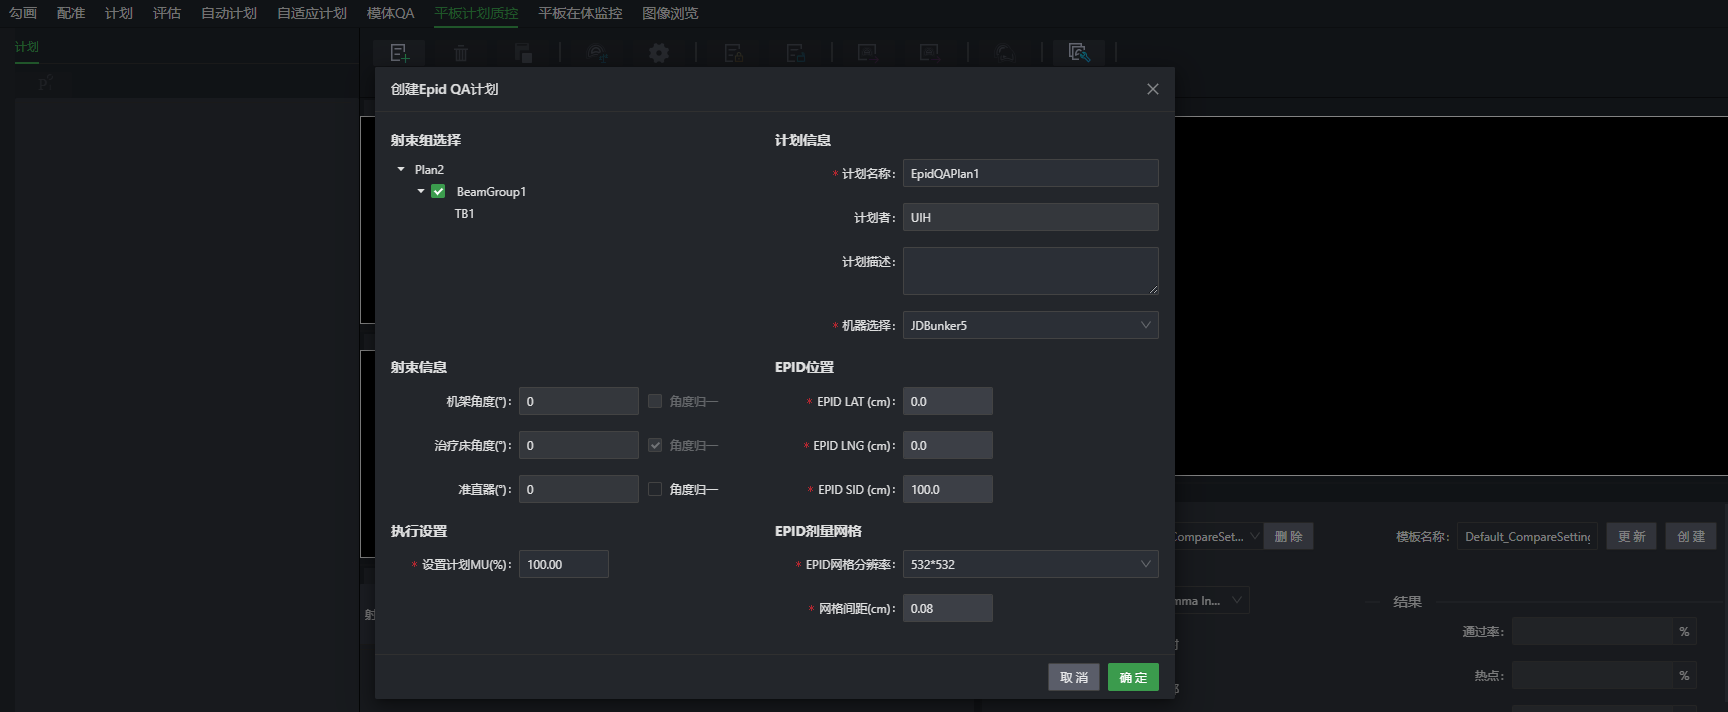 勾画 配准 计划 评估 自动计划 自适应计划 模体QA 平板计划质控 平板在体监控 图像浏览
计划
创建Epid QA计划
射束组选择
Plan2
BeamGroup1
TB1
计划信息
* 计划名称: EpidQAPlan1
计划者: UIH
计划描述:
* 机器选择: JDBunker5
射束信息
机架角度(°): 0 角度归一
治疗床角度(°): 0 角度归一
准直器(°): 0 角度归一
EPID位置
* EPID LAT (cm): 0.0
* EPID LNG (cm): 0.0
* EPID SID (cm): 100.0
执行设置
* 设置计划MU(%): 100.00
EPID剂量网格
* EPID网格分辨率: 532*532
* 网格间距(cm): 0.08
取消 确定
CompareSet... 删除 模板名称: Default_CompareSetting 更新 创建
mma In...
结果
通过率: %
热点: %
射